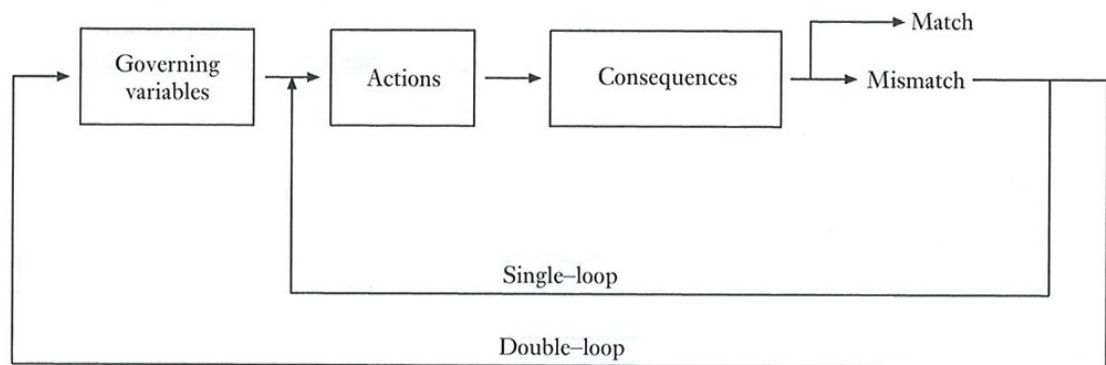 Governing
variables
Actions
Consequences
Match
Mismatch
Single–loop
Double–loop